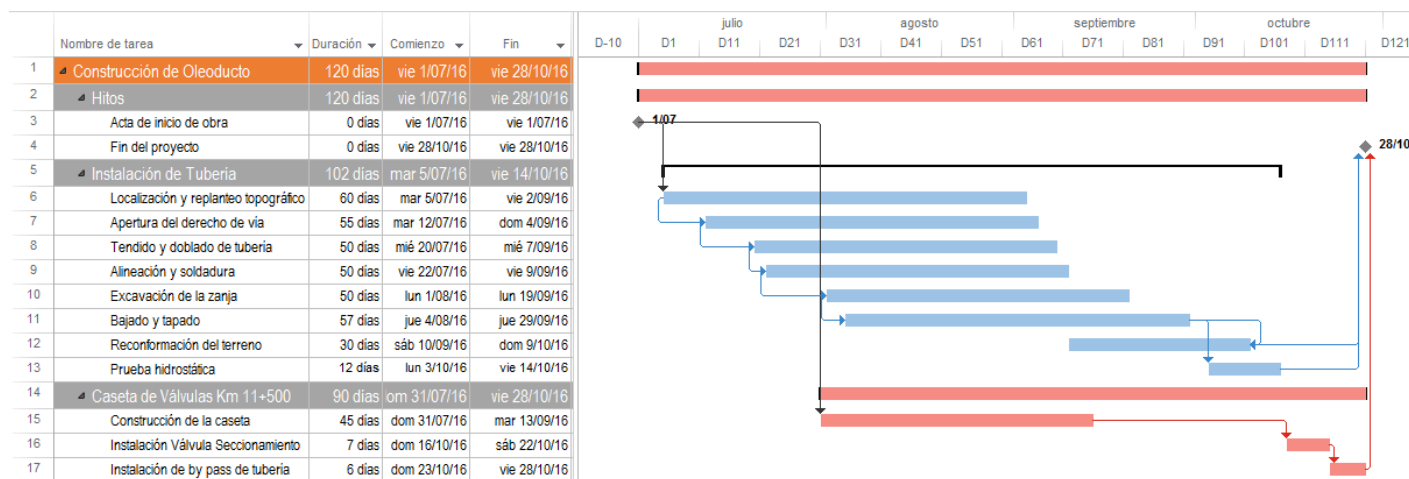 julio agosto septiembre octubre
Nombre de tarea Duración Comienzo Fin D-10 D1 D11 D21 D31 D41 D51 D61 D71 D81 D91 D101 D111 D121
1 Construcción de Oleoducto 120 días vie 1/07/16 vie 28/10/16
2 Hitos 120 días vie 1/07/16 vie 28/10/16
3 Acta de inicio de obra 0 días vie 1/07/16 vie 1/07/16 1/07
4 Fin del proyecto 0 días vie 28/10/16 vie 28/10/16 28/10
5 Instalación de Tubería 102 días mar 5/07/16 vie 14/10/16
6 Localización y replanteo topográfico 60 días mar 5/07/16 vie 2/09/16
7 Apertura del derecho de vía 55 días mar 12/07/16 dom 4/09/16
8 Tendido y doblado de tubería 50 días mié 20/07/16 mié 7/09/16
9 Alineación y soldadura 50 días vie 22/07/16 vie 9/09/16
10 Excavación de la zanja 50 días lun 1/08/16 lun 19/09/16
11 Bajado y tapado 57 días jue 4/08/16 jue 29/09/16
12 Reconformación del terreno 30 días sáb 10/09/16 dom 9/10/16
13 Prueba hidrostática 12 días lun 3/10/16 vie 14/10/16
14 Caseta de Válvulas Km 11+500 90 días om 31/07/16 vie 28/10/16
15 Construcción de la caseta 45 días dom 31/07/16 mar 13/09/16
16 Instalación Válvula Seccionamiento 7 días dom 16/10/16 sáb 22/10/16
17 Instalación de by pass de tubería 6 días dom 23/10/16 vie 28/10/16